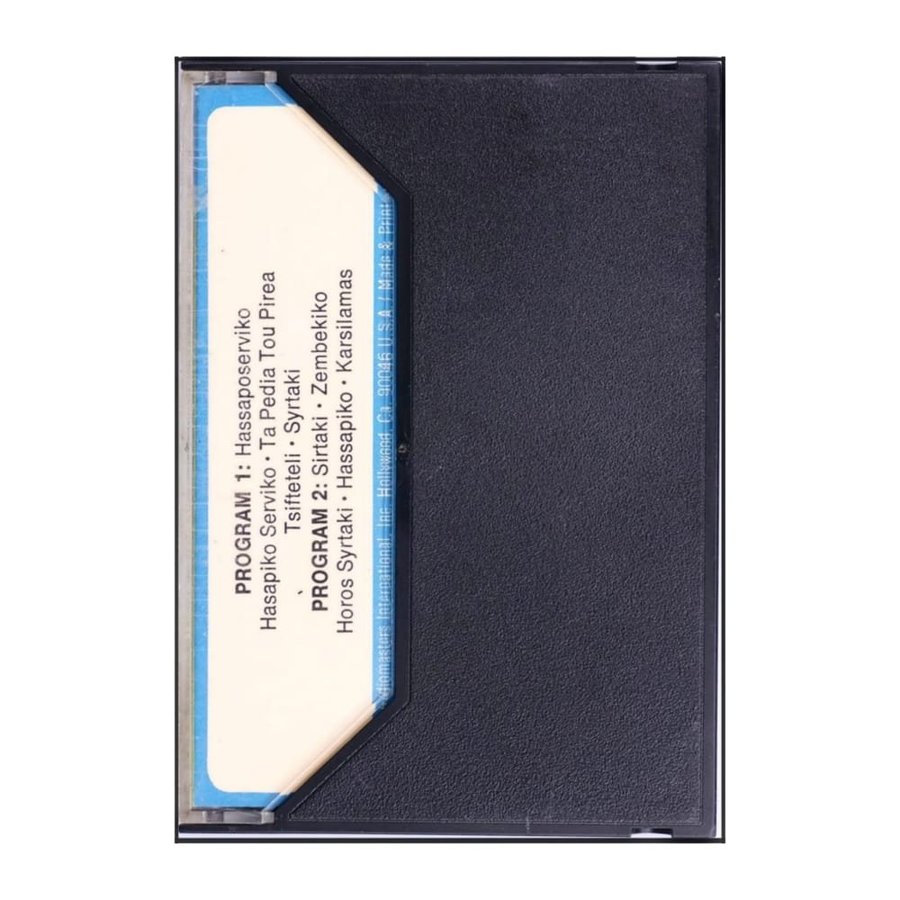 PROGRAM 1: Hassaposerviko
Hasapiko Serviko • Ta Pedia Tou Pirea
Tsifteteli • Syrtaki
PROGRAM 2: Sirtaki • Zembekiko
Horos Syrtaki • Hassapiko • Karsilamas
International, Inc. Hollywood, Ca. 90046 U.S.A. / Made & Print